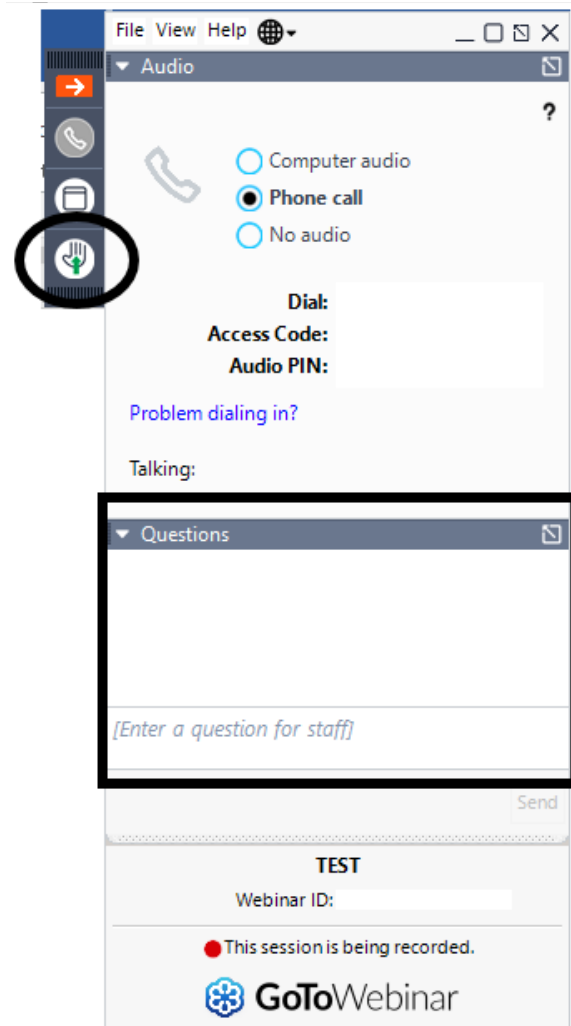 File View Help
Audio
?
Computer audio
Phone call
No audio
Dial:
Access Code:
Audio PIN:
Problem dialing in?
Talking:
Questions
[Enter a question for staff]
Send
TEST
Webinar ID:
This session is being recorded.
GoToWebinar